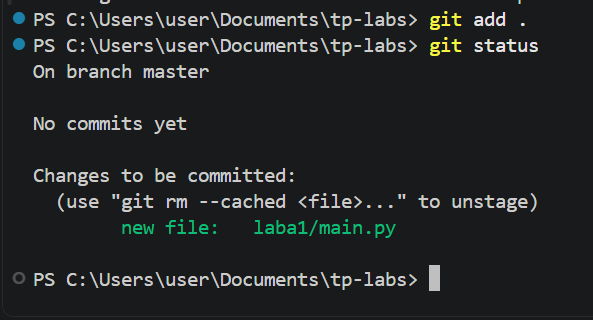 PS C:\Users\user\Documents\tp-labs> git add .
PS C:\Users\user\Documents\tp-labs> git status
On branch master
No commits yet
Changes to be committed:
(use "git rm --cached <file>..." to unstage)
new file:   laba1/main.py
PS C:\Users\user\Documents\tp-labs>